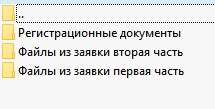 ..
Регистрационные документы
Файлы из заявки вторая часть
Файлы из заявки первая часть